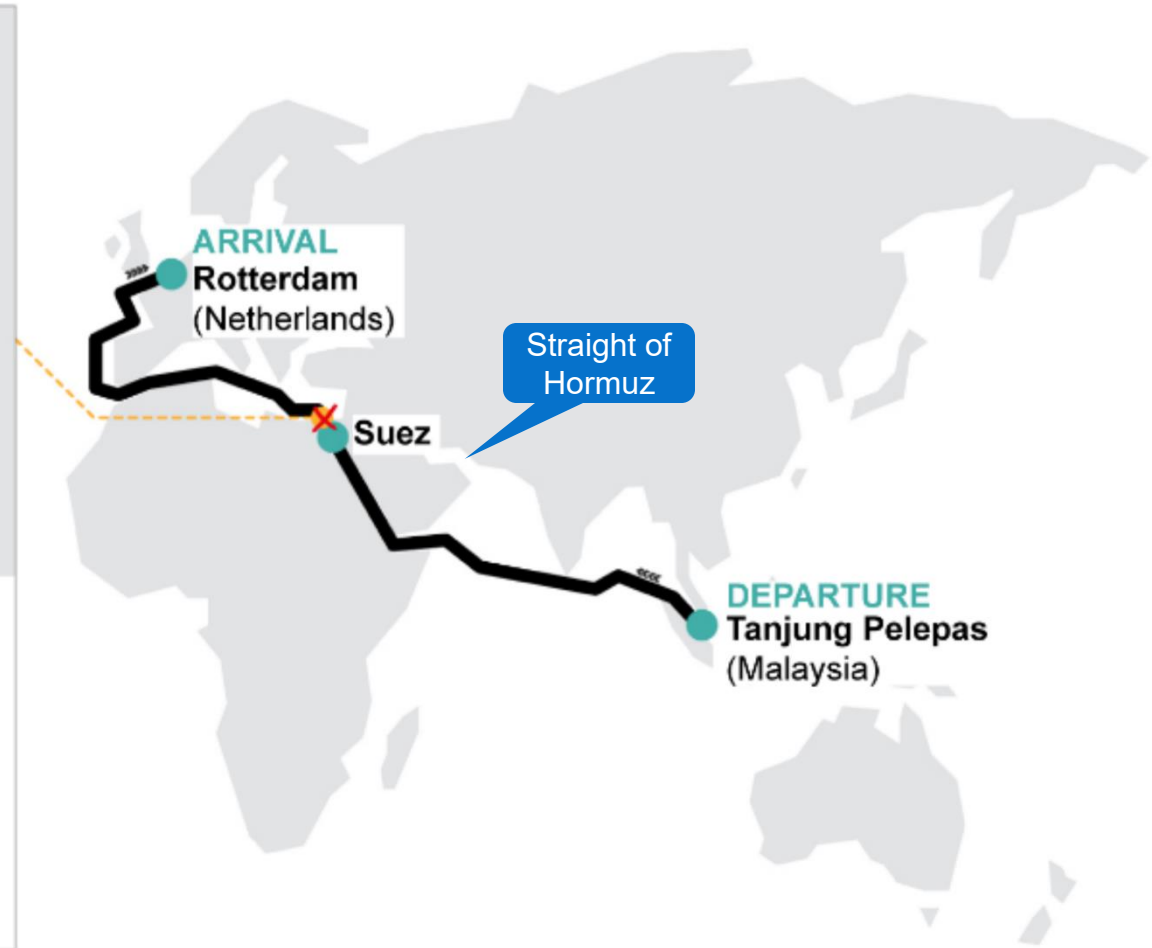 ARRIVAL
Rotterdam
(Netherlands)
Straight of
Hormuz
Suez
DEPARTURE
Tanjung Pelepas
(Malaysia)